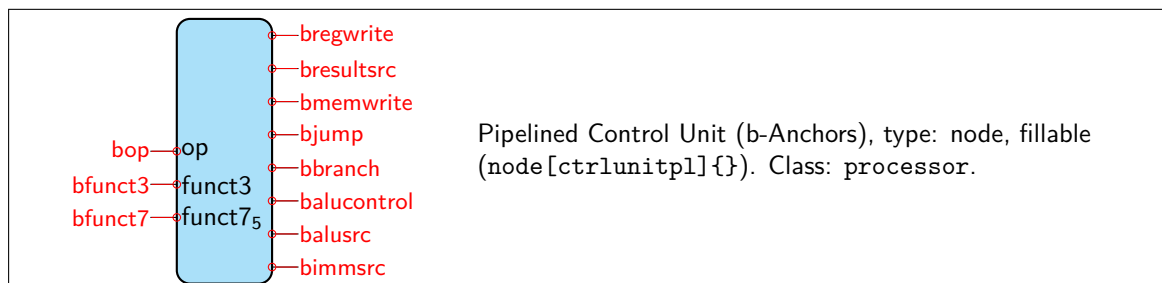 bregwrite
bresultsrc
bmemwrite
bjump
bop
op
bbranch
bfunct3
funct3
balucontrol
bfunct7
funct7₅
balusrc
bimmsrc
Pipelined Control Unit (b-Anchors), type: node, fillable
(node[ctrlunitpl]{}). Class: processor.